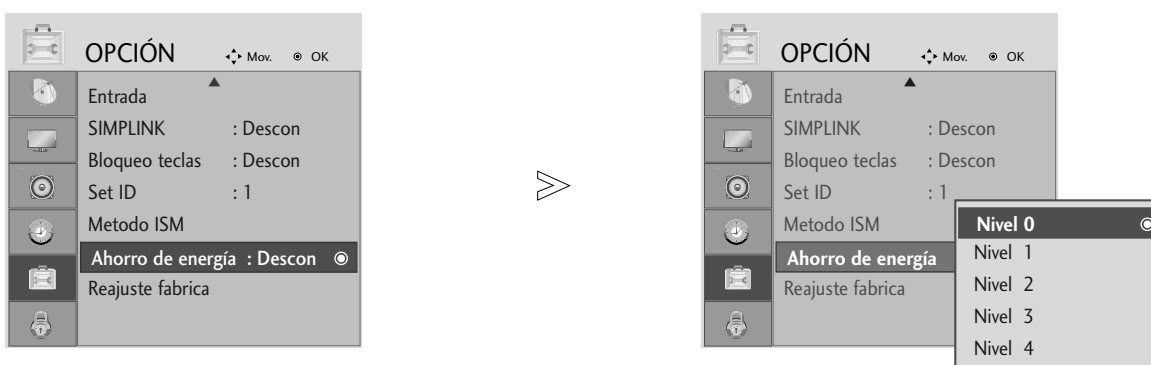 OPCIÓN Mov. OK
Entrada
SIMPLINK : Descon
Bloqueo teclas : Descon
Set ID : 1
Metodo ISM
Ahorro de energía : Descon
Reajuste fabrica
OPCIÓN Mov. OK
Entrada
SIMPLINK : Descon
Bloqueo teclas : Descon
Set ID : 1
Metodo ISM
Ahorro de energía
Reajuste fabrica
Nivel 0
Nivel 1
Nivel 2
Nivel 3
Nivel 4